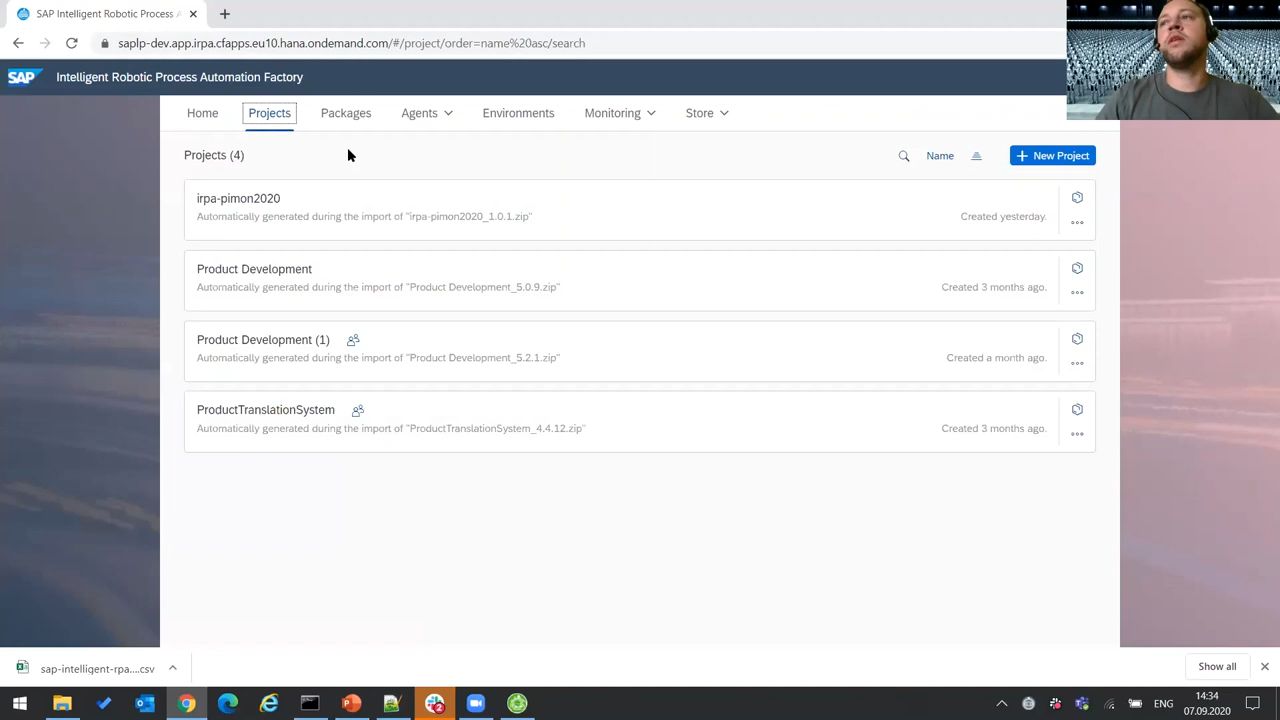 SAP Intelligent Robotic Process A
saplp-dev.app.irpa.cfapps.eu10.hana.ondemand.com/#/project/order=name%20asc/search
SAP Intelligent Robotic Process Automation Factory
Home Projects Packages Agents Environments Monitoring Store
Projects (4) Name New Project
irpa-pimon2020
Automatically generated during the import of "irpa-pimon2020_1.0.1.zip" Created yesterday.
Product Development
Automatically generated during the import of "Product Development_5.0.9.zip" Created 3 months ago.
Product Development (1)
Automatically generated during the import of "Product Development_5.2.1.zip" Created a month ago.
ProductTranslationSystem
Automatically generated during the import of "ProductTranslationSystem_4.4.12.zip" Created 3 months ago.
sap-intelligent-rpa....csv Show all
ENG 14:34
07.09.2020